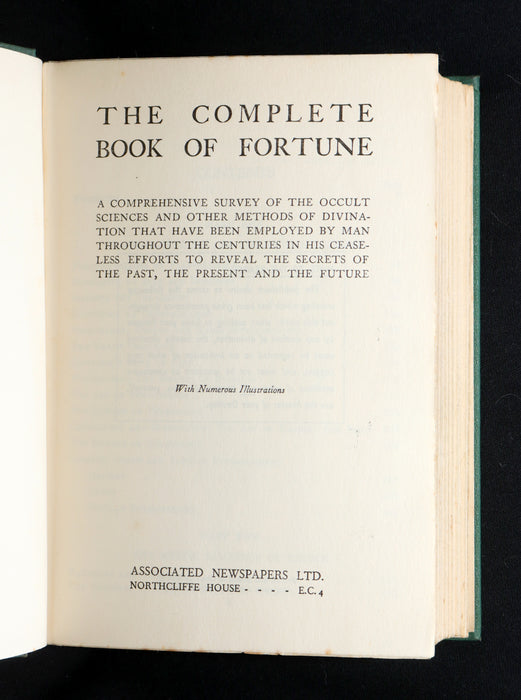 THE COMPLETE
BOOK OF FORTUNE
A COMPREHENSIVE SURVEY OF THE OCCULT
SCIENCES AND OTHER METHODS OF DIVINA-
TION THAT HAVE BEEN EMPLOYED BY MAN
THROUGHOUT THE CENTURIES IN HIS CEASE-
LESS EFFORTS TO REVEAL THE SECRETS OF
THE PAST, THE PRESENT AND THE FUTURE
With Numerous Illustrations
ASSOCIATED NEWSPAPERS LTD.
NORTHCLIFFE HOUSE - - - - E.C.4